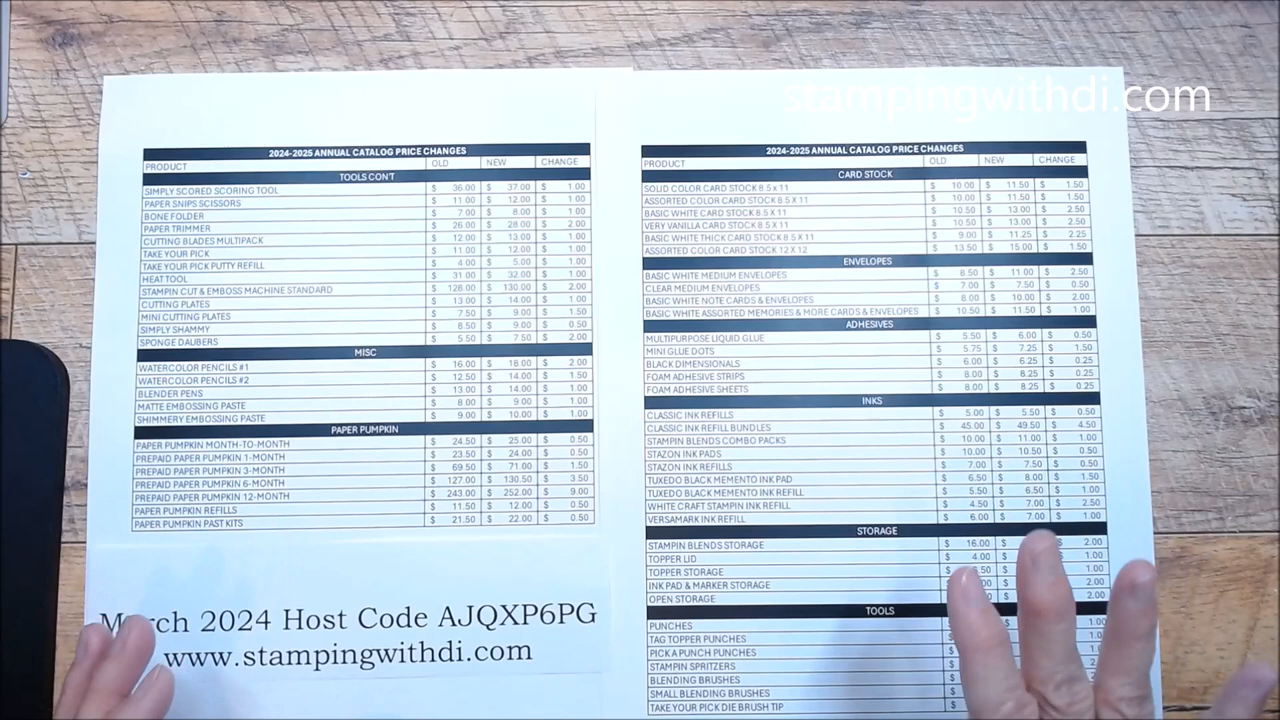 stampingwithdi.com
2024-2025 ANNUAL CATALOG PRICE CHANGES
PRODUCT OLD NEW CHANGE
TOOLS CON'T
SIMPLY SCORED SCORING TOOL $ 36.00 $ 37.00 $ 1.00
PAPER SNIPS SCISSORS $ 11.00 $ 12.00 $ 1.00
BONE FOLDER $ 7.00 $ 8.00 $ 1.00
PAPER TRIMMER $ 26.00 $ 28.00 $ 2.00
CUTTING BLADES MULTIPACK $ 12.00 $ 13.00 $ 1.00
TAKE YOUR PICK $ 11.00 $ 12.00 $ 1.00
TAKE YOUR PICK PUTTY REFILL $ 4.00 $ 5.00 $ 1.00
HEAT TOOL $ 31.00 $ 32.00 $ 1.00
STAMPIN CUT & EMBOSS MACHINE STANDARD $ 128.00 $ 130.00 $ 2.00
CUTTING PLATES $ 13.00 $ 14.00 $ 1.00
MINI CUTTING PLATES $ 7.50 $ 9.00 $ 1.50
SIMPLY SHAMMY $ 8.50 $ 9.00 $ 0.50
SPONGE DAUBERS $ 5.50 $ 7.50 $ 2.00
MISC
WATERCOLOR PENCILS #1 $ 16.00 $ 18.00 $ 2.00
WATERCOLOR PENCILS #2 $ 12.50 $ 14.00 $ 1.50
BLENDER PENS $ 13.00 $ 14.00 $ 1.00
MATTE EMBOSSING PASTE $ 8.00 $ 9.00 $ 1.00
SHIMMERY EMBOSSING PASTE $ 9.00 $ 10.00 $ 1.00
PAPER PUMPKIN
PAPER PUMPKIN MONTH-TO-MONTH $ 24.50 $ 25.00 $ 0.50
PREPAID PAPER PUMPKIN 1-MONTH $ 23.50 $ 24.00 $ 0.50
PREPAID PAPER PUMPKIN 3-MONTH $ 69.50 $ 71.00 $ 1.50
PREPAID PAPER PUMPKIN 6-MONTH $ 127.00 $ 130.50 $ 3.50
PREPAID PAPER PUMPKIN 12-MONTH $ 243.00 $ 252.00 $ 9.00
PAPER PUMPKIN REFILLS $ 11.50 $ 12.00 $ 0.50
PAPER PUMPKIN PAST KITS $ 21.50 $ 22.00 $ 0.50
March 2024 Host Code AJQXP6PG
www.stampingwithdi.com
2024-2025 ANNUAL CATALOG PRICE CHANGES
PRODUCT OLD NEW CHANGE
CARD STOCK
SOLID COLOR CARD STOCK 8.5 X 11 $ 10.00 $ 11.50 $ 1.50
ASSORTED COLOR CARD STOCK 8.5 X 11 $ 10.00 $ 11.50 $ 1.50
BASIC WHITE CARD STOCK 8.5 X 11 $ 10.50 $ 13.00 $ 2.50
VERY VANILLA CARD STOCK 8.5 X 11 $ 10.50 $ 13.00 $ 2.50
BASIC WHITE THICK CARD STOCK 8.5 X 11 $ 9.00 $ 11.25 $ 2.25
ASSORTED COLOR CARD STOCK 12 X 12 $ 13.50 $ 15.00 $ 1.50
ENVELOPES
BASIC WHITE MEDIUM ENVELOPES $ 8.50 $ 11.00 $ 2.50
CLEAR MEDIUM ENVELOPES $ 7.00 $ 7.50 $ 0.50
BASIC WHITE NOTE CARDS & ENVELOPES $ 8.00 $ 10.00 $ 2.00
BASIC WHITE ASSORTED MEMORIES & MORE CARDS & ENVELOPES $ 10.50 $ 11.50 $ 1.00
ADHESIVES
MULTIPURPOSE LIQUID GLUE $ 5.50 $ 6.00 $ 0.50
MINI GLUE DOTS $ 5.75 $ 7.25 $ 1.50
BLACK DIMENSIONALS $ 6.00 $ 6.25 $ 0.25
FOAM ADHESIVE STRIPS $ 8.00 $ 8.25 $ 0.25
FOAM ADHESIVE SHEETS $ 8.00 $ 8.25 $ 0.25
INKS
CLASSIC INK REFILLS $ 5.00 $ 5.50 $ 0.50
CLASSIC INK REFILL BUNDLES $ 45.00 $ 49.50 $ 4.50
STAMPIN BLENDS COMBO PACKS $ 10.00 $ 11.00 $ 1.00
STAZON INK PADS $ 10.00 $ 10.50 $ 0.50
STAZON INK REFILLS $ 7.00 $ 7.50 $ 0.50
TUXEDO BLACK MEMENTO INK PAD $ 6.50 $ 8.00 $ 1.50
TUXEDO BLACK MEMENTO INK REFILL $ 5.50 $ 6.50 $ 1.00
WHITE CRAFT STAMPIN INK REFILL $ 4.50 $ 7.00 $ 2.50
VERSAMARK INK REFILL $ 6.00 $ 7.00 $ 1.00
STORAGE
STAMPIN BLENDS STORAGE $ 16.00 $ $ 2.00
TOPPER LID $ 4.00 $ 1.00
TOPPER STORAGE $ 1.00
INK PAD & MARKER STORAGE 2.00
OPEN STORAGE 2.00
TOOLS
PUNCHES $ 1.00
TAG TOPPER PUNCHES $
PICK A PUNCH PUNCHES $
STAMPIN SPRITZERS $
BLENDING BRUSHES $
SMALL BLENDING BRUSHES $
TAKE YOUR PICK DIE BRUSH TIP $